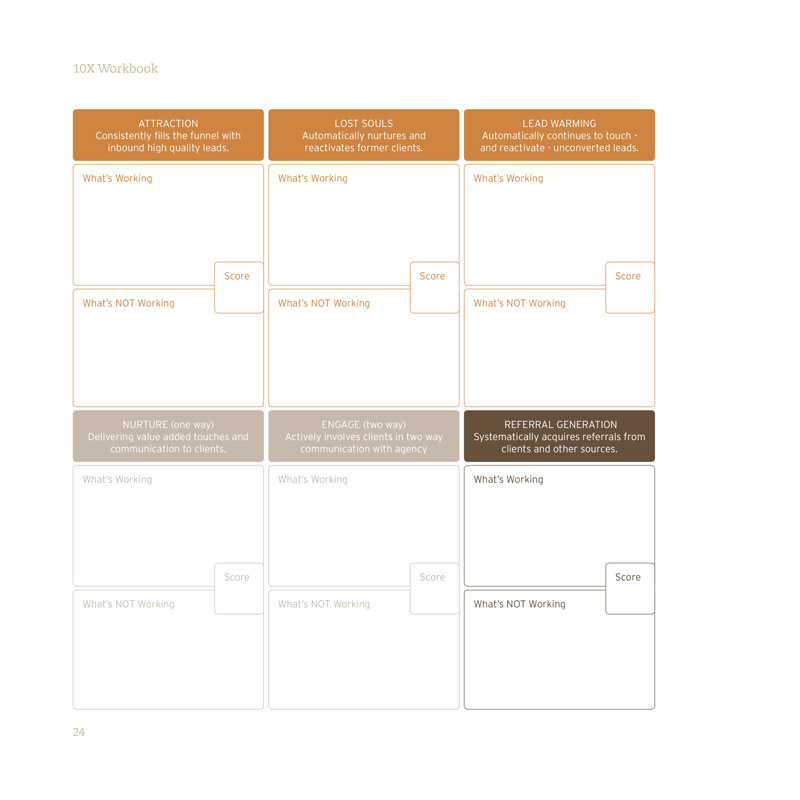 10X Workbook
ATTRACTION
Consistently fills the funnel with
inbound high quality leads.
LOST SOULS
Automatically nurtures and
reactivates former clients.
LEAD WARMING
Automatically continues to touch -
and reactivate - unconverted leads.
What's Working
What's Working
What's Working
Score
Score
Score
What's NOT Working
What's NOT Working
What's NOT Working
NURTURE (one way)
Delivering value added touches and
communication to clients.
ENGAGE (two way)
Actively involves clients in two way
communication with agency
REFERRAL GENERATION
Systematically acquires referrals from
clients and other sources.
What's Working
What's Working
What's Working
Score
Score
Score
What's NOT Working
What's NOT Working
What's NOT Working
24